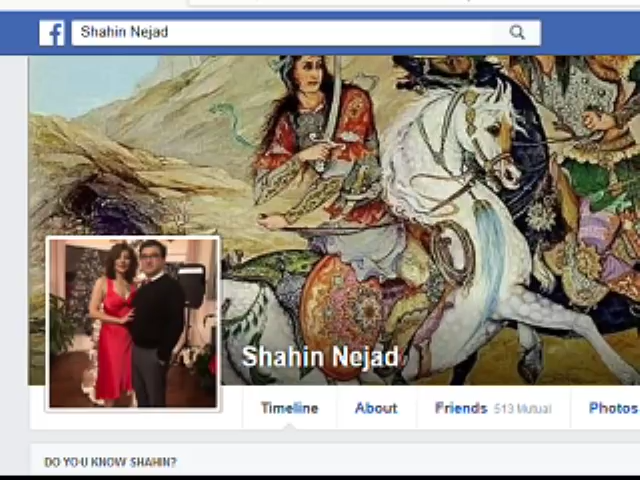 f
Shahin Nejad
Shahin Nejad
Timeline
About
Friends 513 Mutual
Photos
DO YOU KNOW SHAHIN?